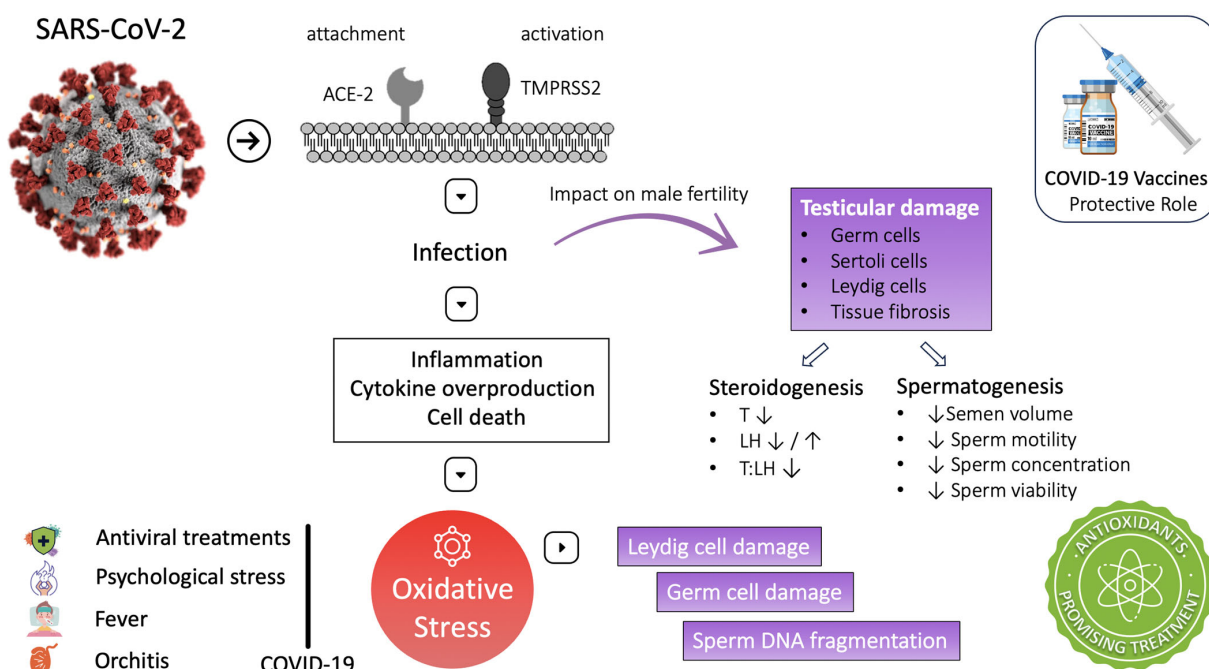 SARS-CoV-2
attachment
activation
ACE-2
TMPRSS2
COVID-19
VACCINE
COVID-19 Vaccines
Protective Role
Impact on male fertility
Infection
Testicular damage
• Germ cells
• Sertoli cells
• Leydig cells
• Tissue fibrosis
Inflammation
Cytokine overproduction
Cell death
Steroidogenesis
• T ↓
• LH ↓ / ↑
• T:LH ↓
Spermatogenesis
• ↓Semen volume
• ↓ Sperm motility
• ↓ Sperm concentration
• ↓ Sperm viability
Antiviral treatments
Psychological stress
Fever
Orchitis
COVID-19
Oxidative
Stress
Leydig cell damage
Germ cell damage
Sperm DNA fragmentation
· ANTIOXIDANTS ·
PROMISING TREATMENT